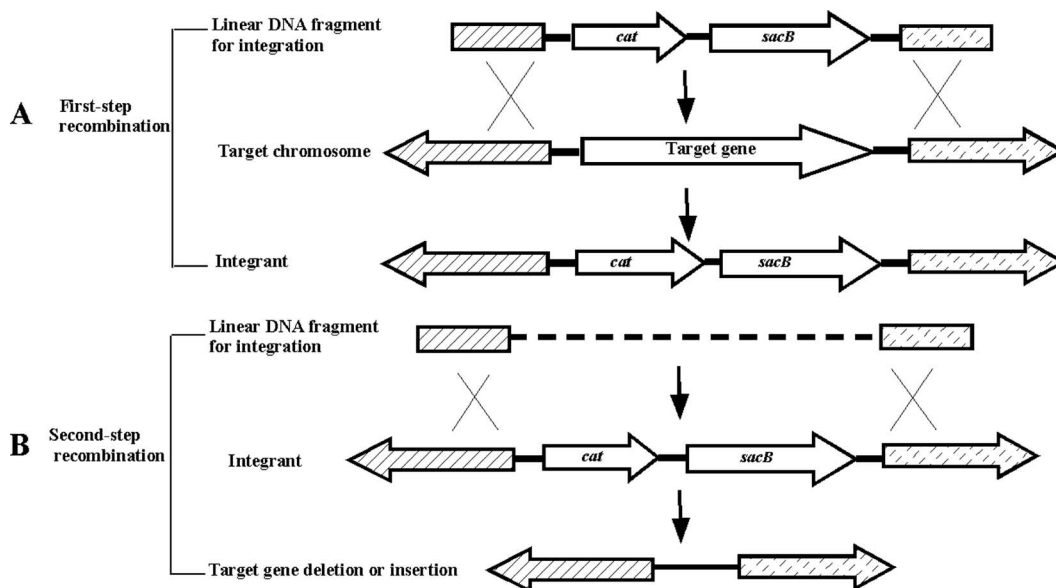 Linear DNA fragment
for integration
cat
sacB
A
First-step
recombination
Target chromosome
Target gene
Integrant
cat
sacB
Linear DNA fragment
for integration
B
Second-step
recombination
Integrant
cat
sacB
Target gene deletion or insertion